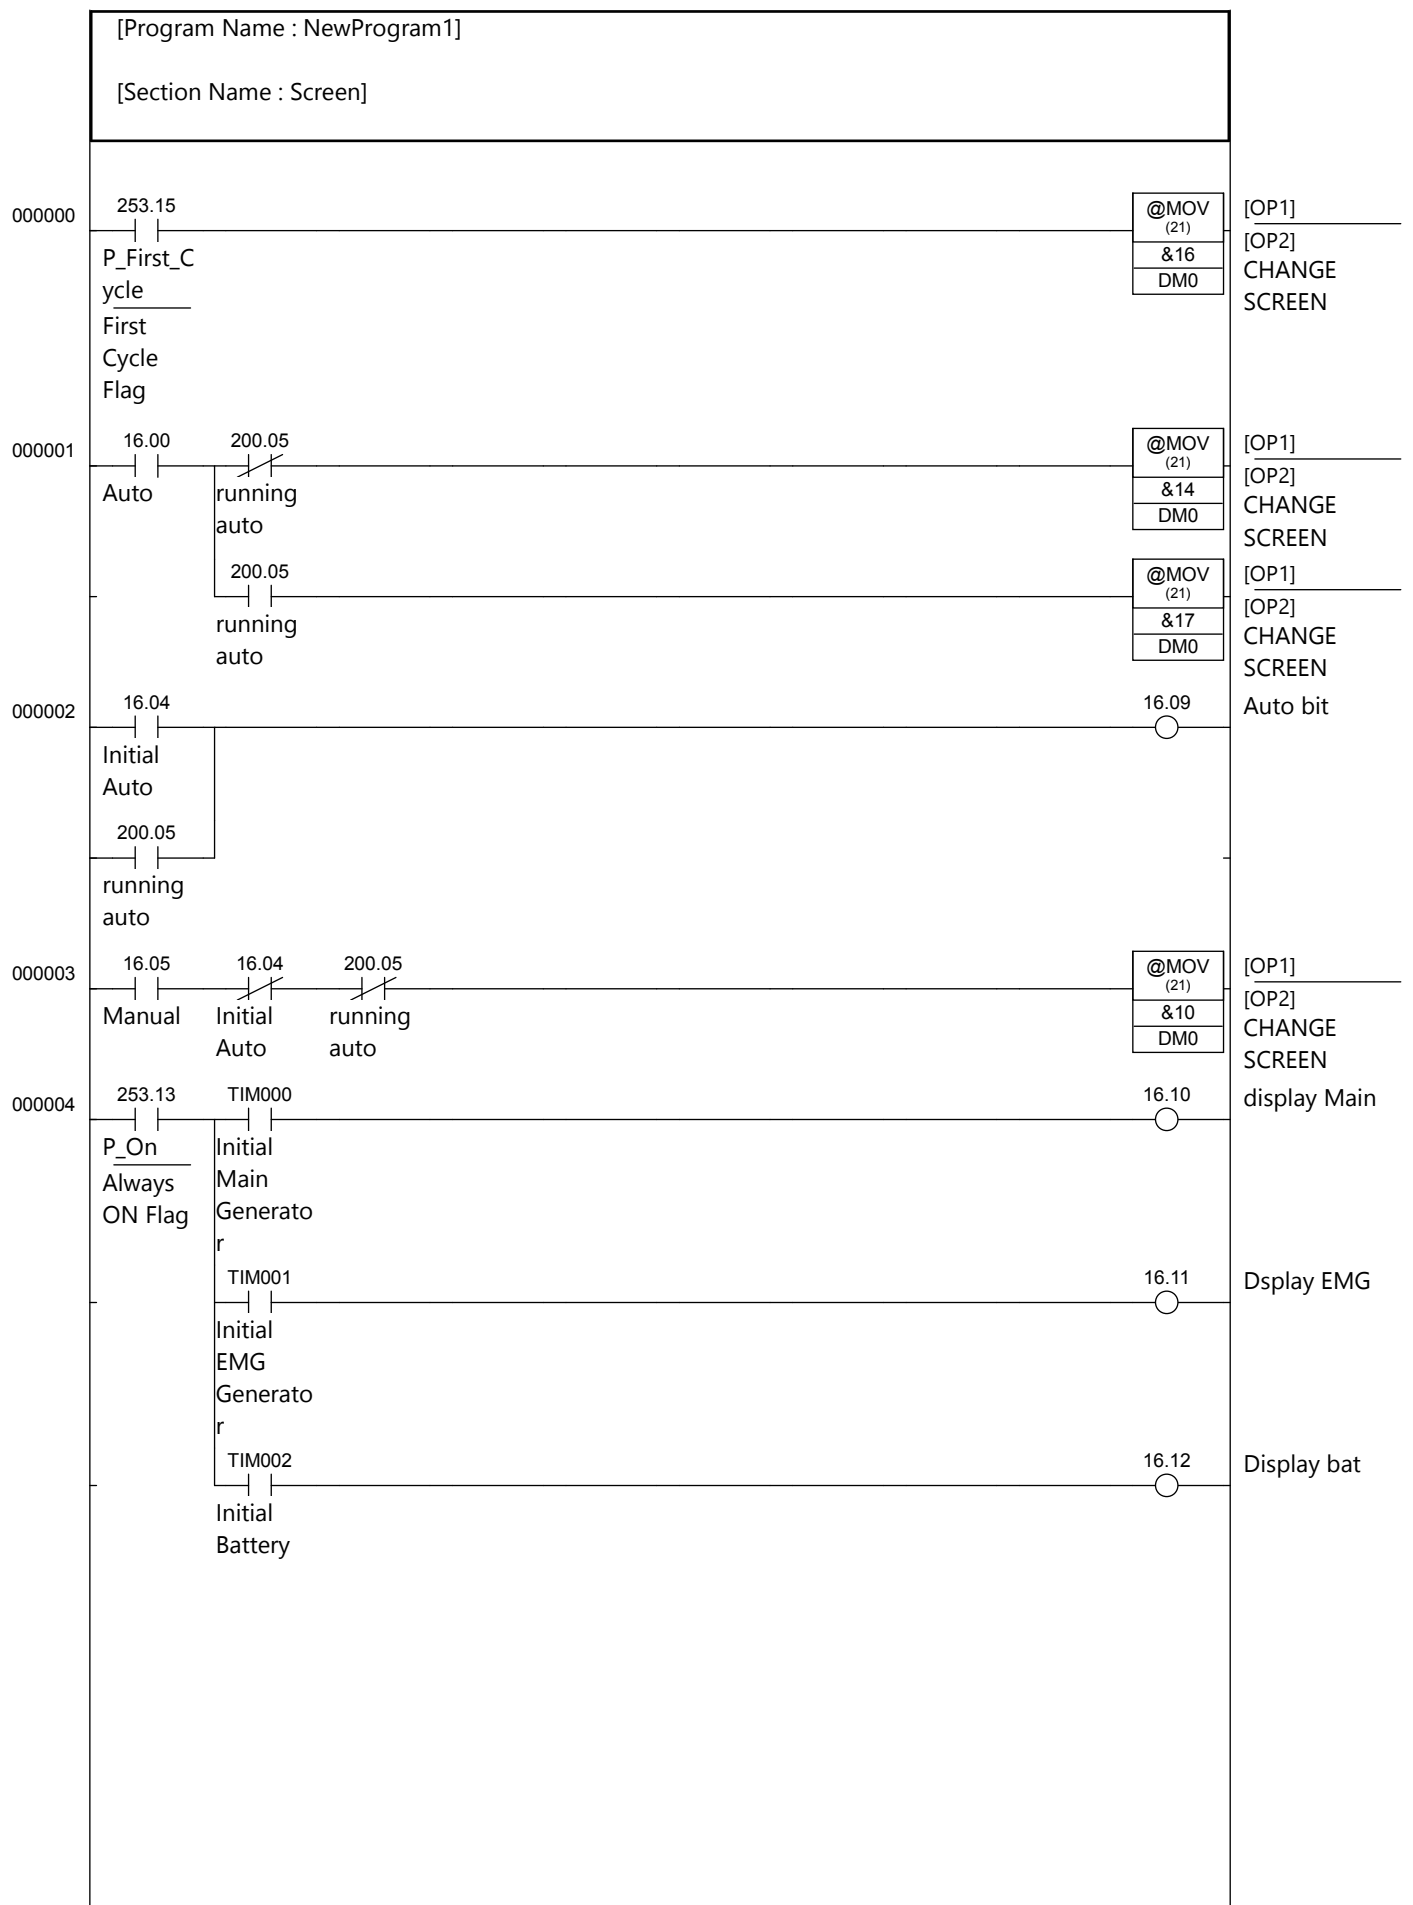 [Program Name : NewProgram1]
[Section Name : Screen]
000000
253.15
P_First_C
ycle
First
Cycle
Flag
@MOV
(21)
&16
DM0
[OP1]
[OP2]
CHANGE
SCREEN
000001
16.00
Auto
200.05
running
auto
@MOV
(21)
&14
DM0
[OP1]
[OP2]
CHANGE
SCREEN
200.05
running
auto
@MOV
(21)
&17
DM0
[OP1]
[OP2]
CHANGE
SCREEN
000002
16.04
Initial
Auto
16.09
Auto bit
200.05
running
auto
000003
16.05
Manual
16.04
Initial
Auto
200.05
running
auto
@MOV
(21)
&10
DM0
[OP1]
[OP2]
CHANGE
SCREEN
000004
253.13
P_On
Always
ON Flag
TIM000
Initial
Main
Generato
r
16.10
display Main
TIM001
Initial
EMG
Generato
r
16.11
Dsplay EMG
TIM002
Initial
Battery
16.12
Display bat